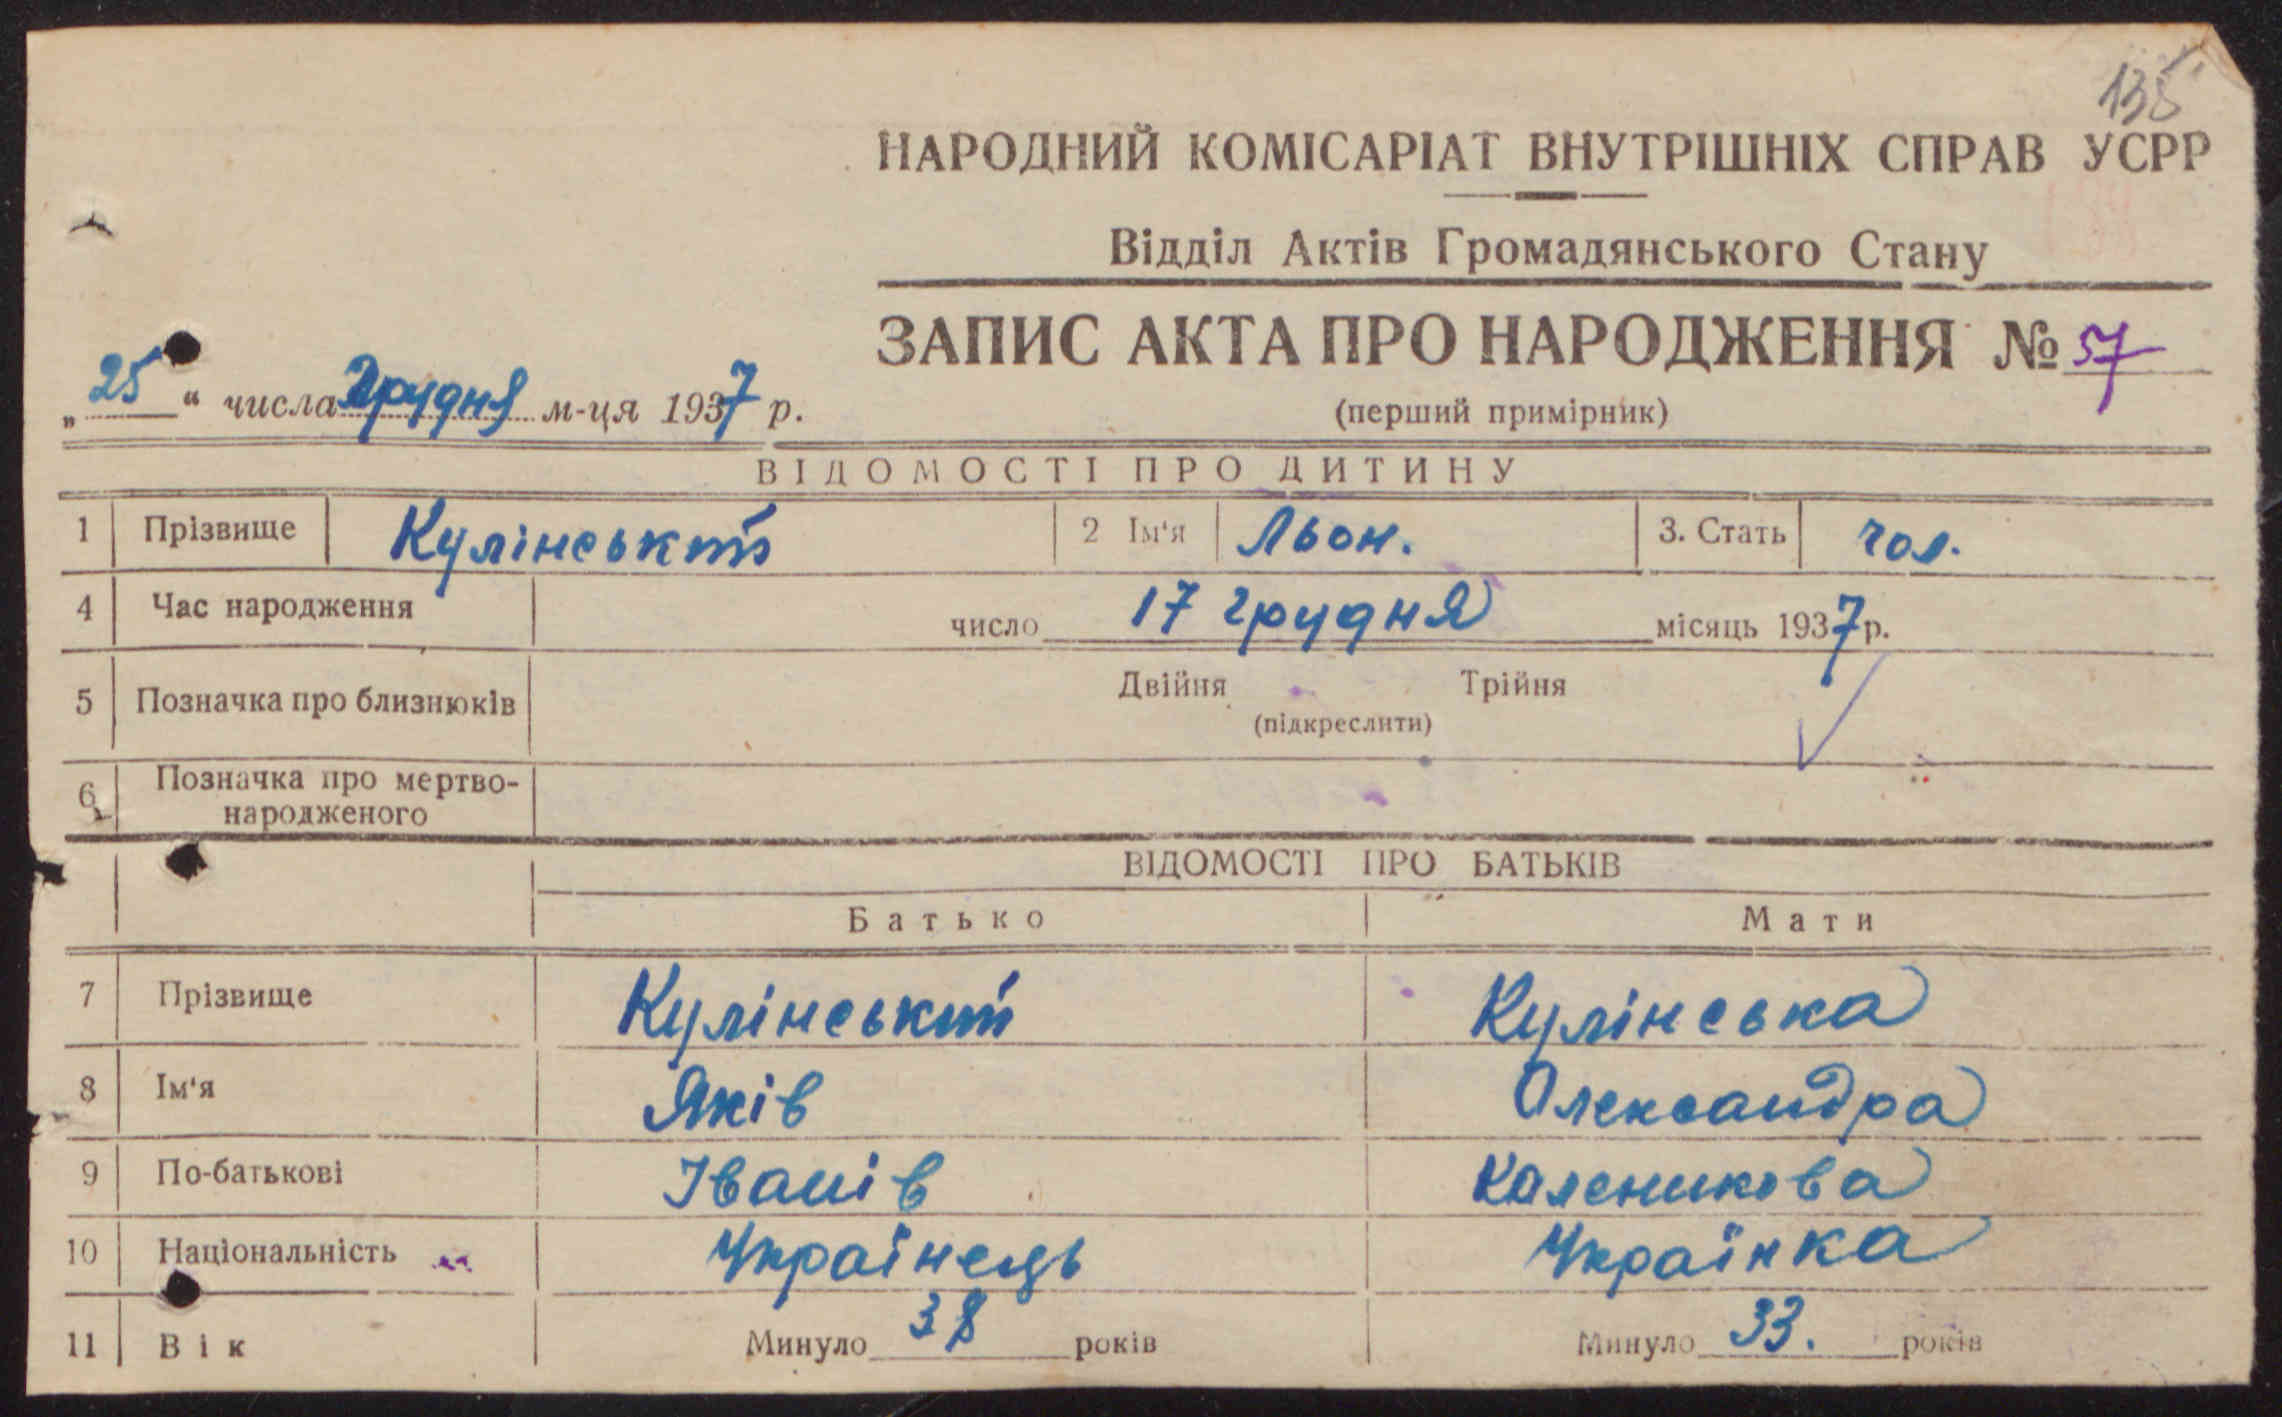 135
НАРОДНИЙ КОМІСАРІАТ ВНУТРІШНІХ СПРАВ УСРР
Відділ Актів Громадянського Стану
ЗАПИС АКТА ПРО НАРОДЖЕННЯ № 57
„25“ числа Грудня м-ця 1937 р.
(перший примірник)
ВІДОМОСТІ ПРО ДИТИНУ
1 Прізвище Кулінський 2 Ім'я Льон. 3. Стать чол.
4 Час народження число 17 грудня місяць 1937 р.
5 Позначка про близнюків Двійня Трійня
(підкреслити)
6 Позначка про мертво-
народженого
ВІДОМОСТІ ПРО БАТЬКІВ
Батько Мати
7 Прізвище Кулінський Кулінська
8 Ім'я Яків Олександра
9 По-батькові Іванів Каленикова
10 Національність Українець Українка
11 Вік Минуло 38 років Минуло 33. років